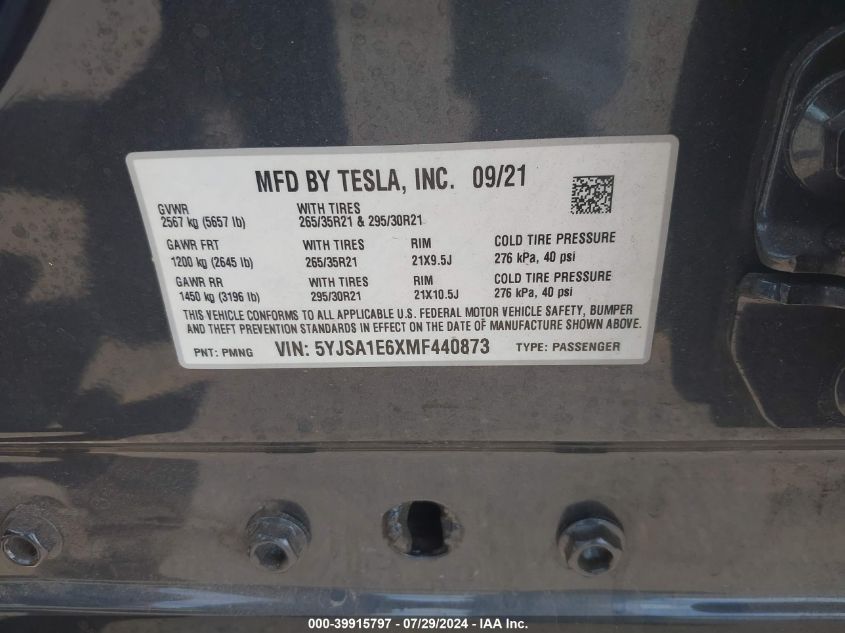 MFD BY TESLA, INC. 09/21
GVWR WITH TIRES
2567 kg (5657 lb) 265/35R21 & 295/30R21
GAWR FRT WITH TIRES RIM COLD TIRE PRESSURE
1200 kg (2645 lb) 265/35R21 21X9.5J 276 kPa, 40 psi
GAWR RR WITH TIRES RIM COLD TIRE PRESSURE
1450 kg (3196 lb) 295/30R21 21X10.5J 276 kPa, 40 psi
THIS VEHICLE CONFORMS TO ALL APPLICABLE U.S. FEDERAL MOTOR VEHICLE SAFETY, BUMPER
AND THEFT PREVENTION STANDARDS IN EFFECT ON THE DATE OF MANUFACTURE SHOWN ABOVE.
PNT: PMNG VIN: 5YJSA1E6XMF440873 TYPE: PASSENGER
000-39915797 - 07/29/2024 - IAA Inc.